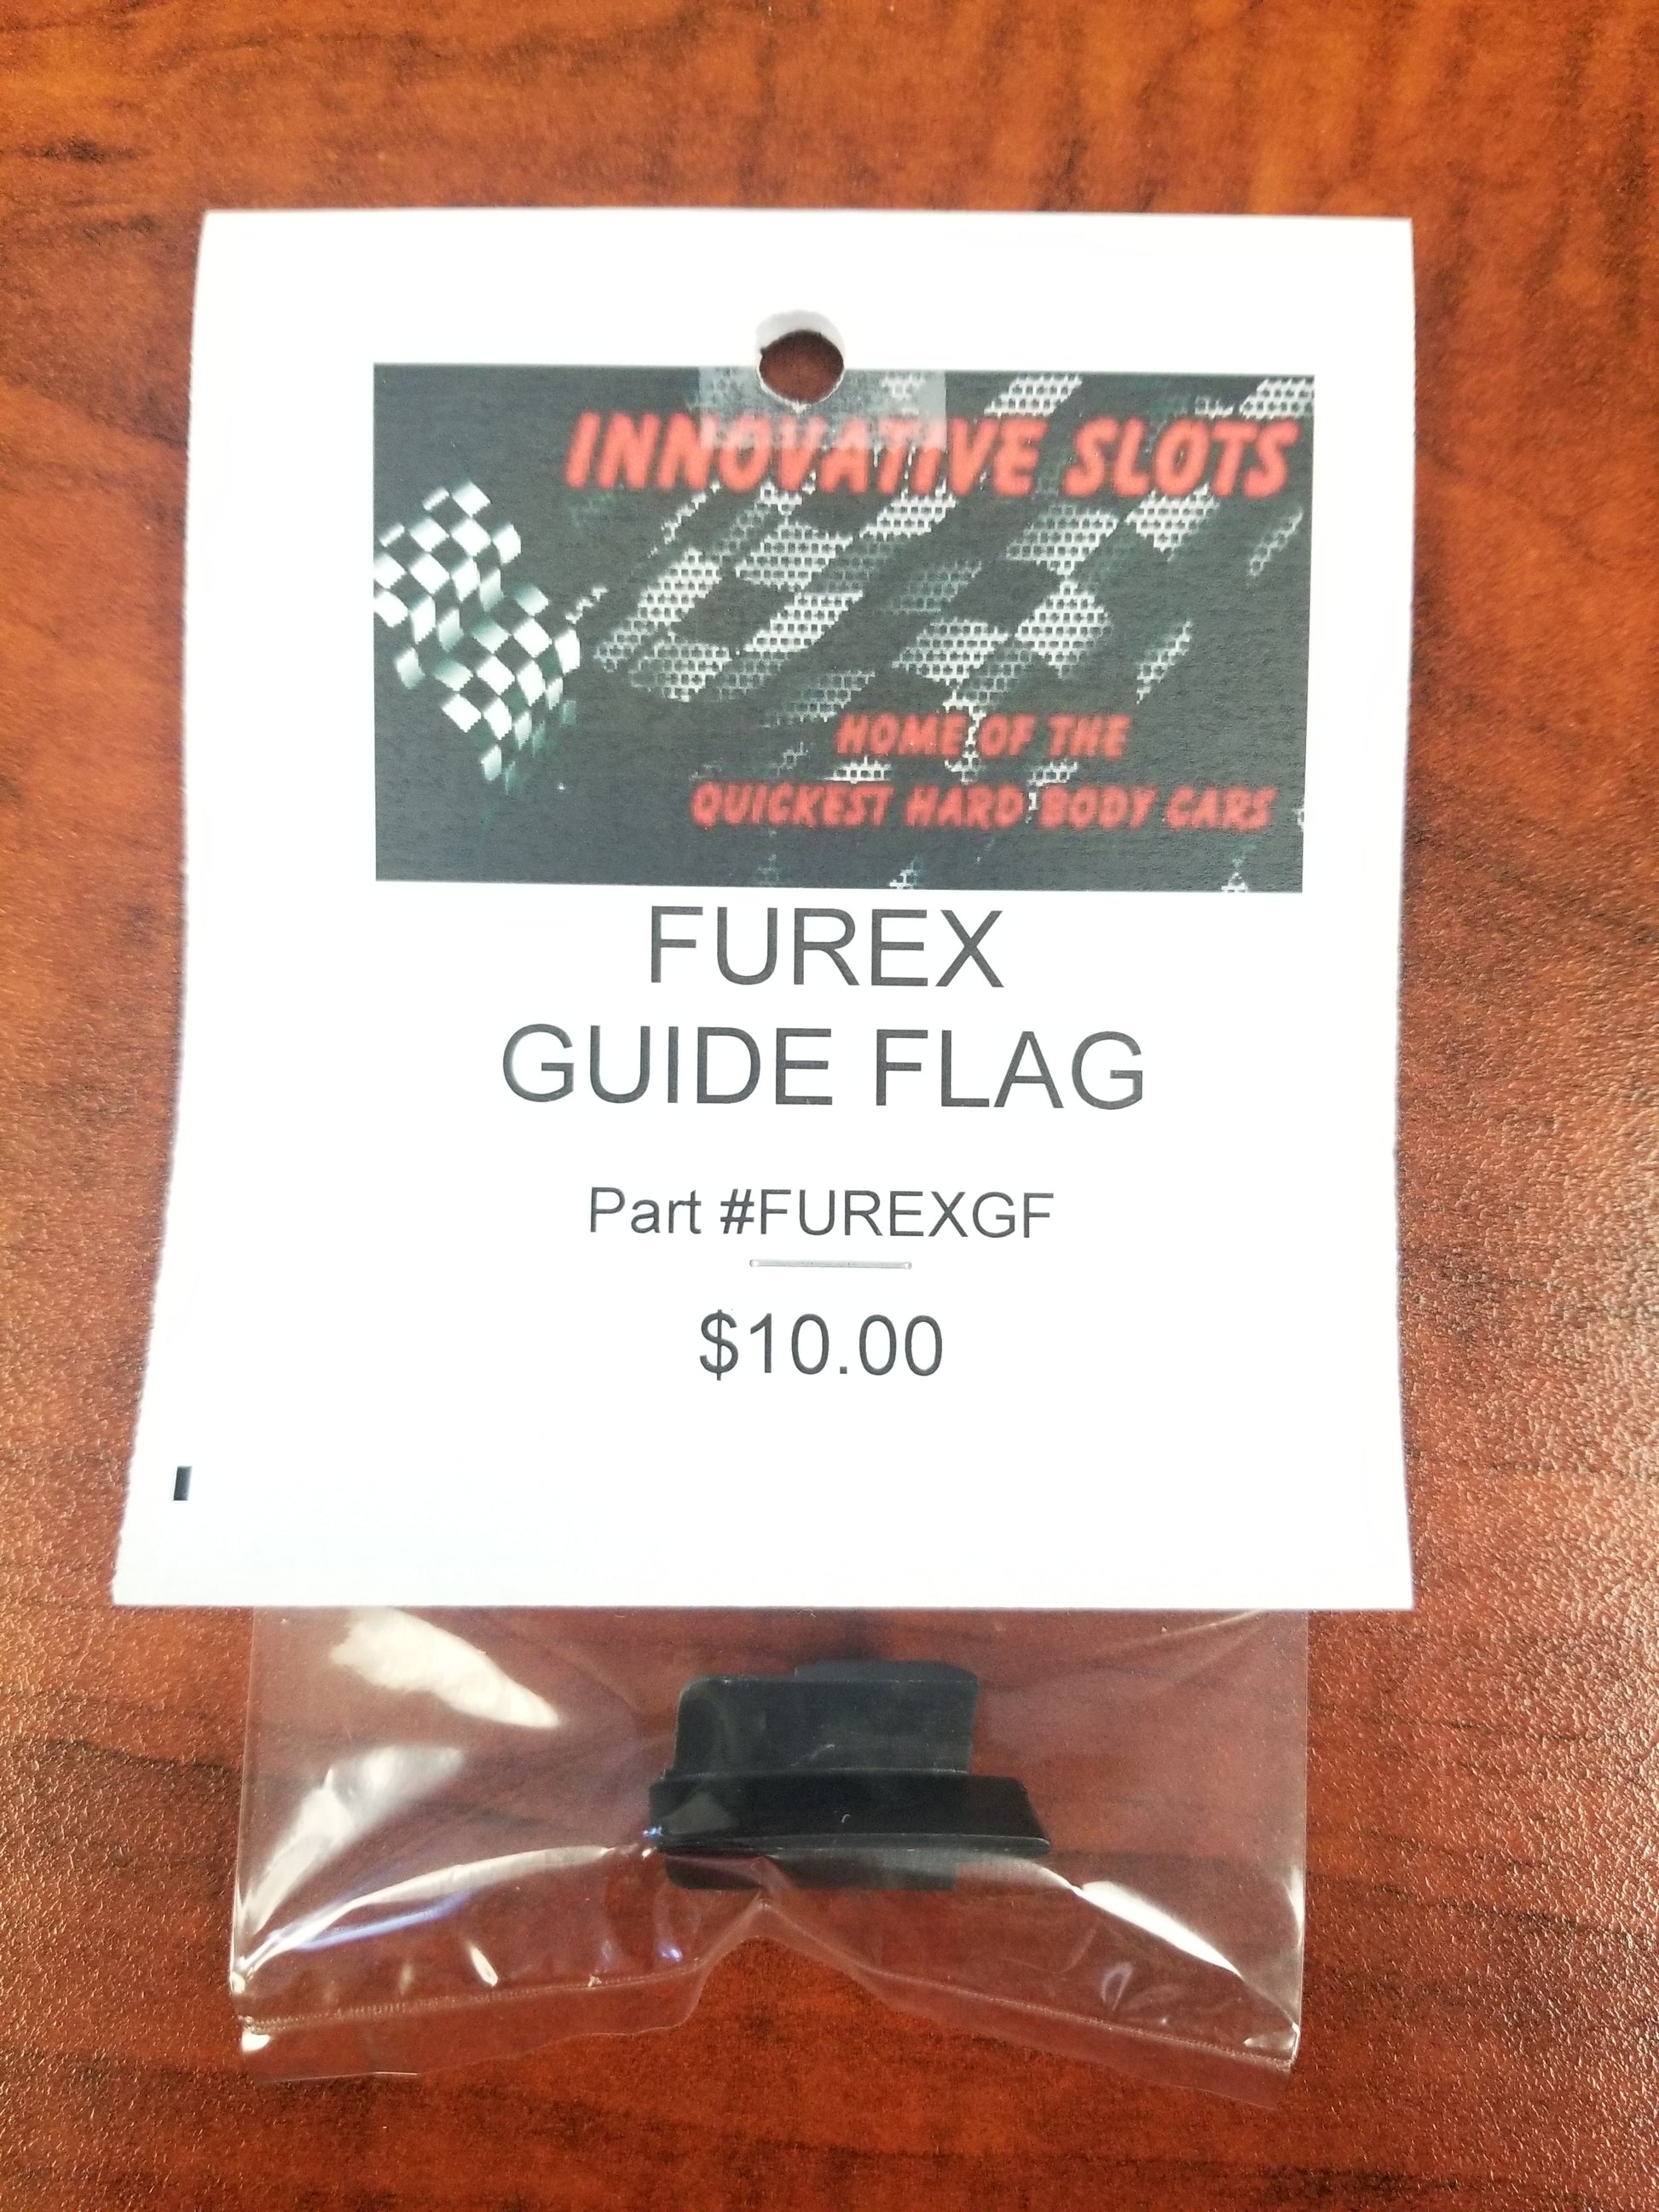 INNOVATIVE SLOTS
HOME OF THE
QUICKEST HARD BODY CARS
FUREX
GUIDE FLAG
Part #FUREXGF
$10.00